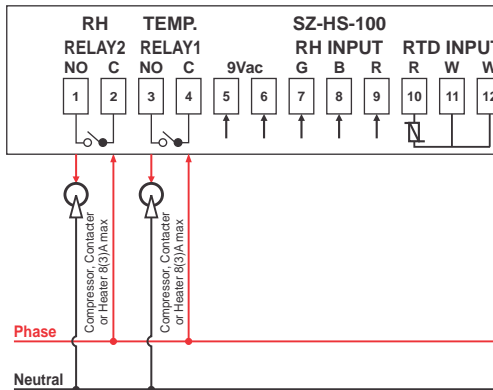 RH TEMP. SZ-HS-100
RELAY2 RELAY1 RH INPUT RTD INPUT
NO C NO C 9Vac G B R R W W
1 2 3 4 5 6 7 8 9 10 11 12
Compressor, Contacter
or Heater 8(3)A max
Compressor, Contacter
or Heater 8(3)A max
Phase
Neutral